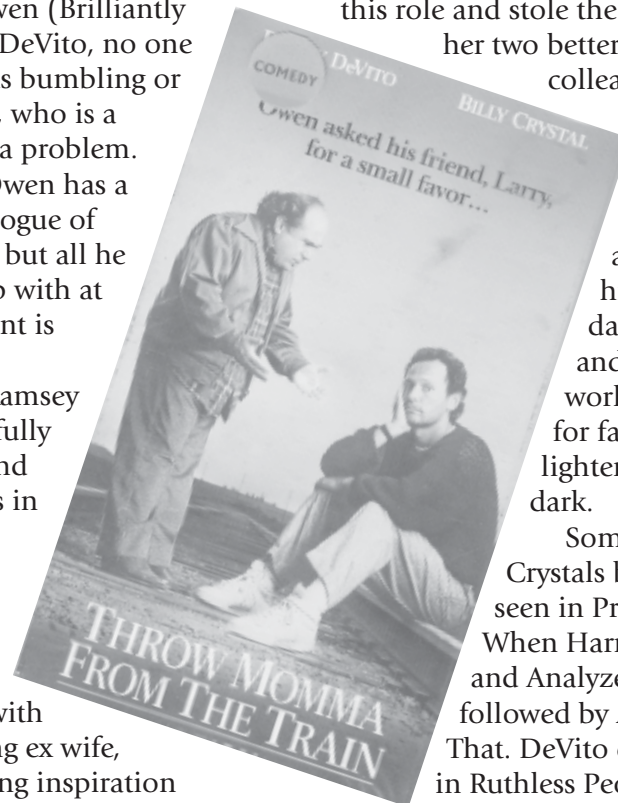 wen (Brilliantly
DeVito, no one
s bumbling or
, who is a
a problem.
Owen has a
ogue of
but all he
p with at
nt is
amsey
fully
nd
s in
with
g ex wife,
ng inspiration
COMEDY
DeVITO
BILLY CRYSTAL
Owen asked his friend, Larry,
for a small favor...
THROW MOMMA
FROM THE TRAIN
this role and stole the
her two better
collea
a
h
da
and
work
for fa
lighter
dark.
Som
Crystals b
seen in Pr
When Harr
and Analyze
followed by A
That. DeVito
in Ruthless Peo